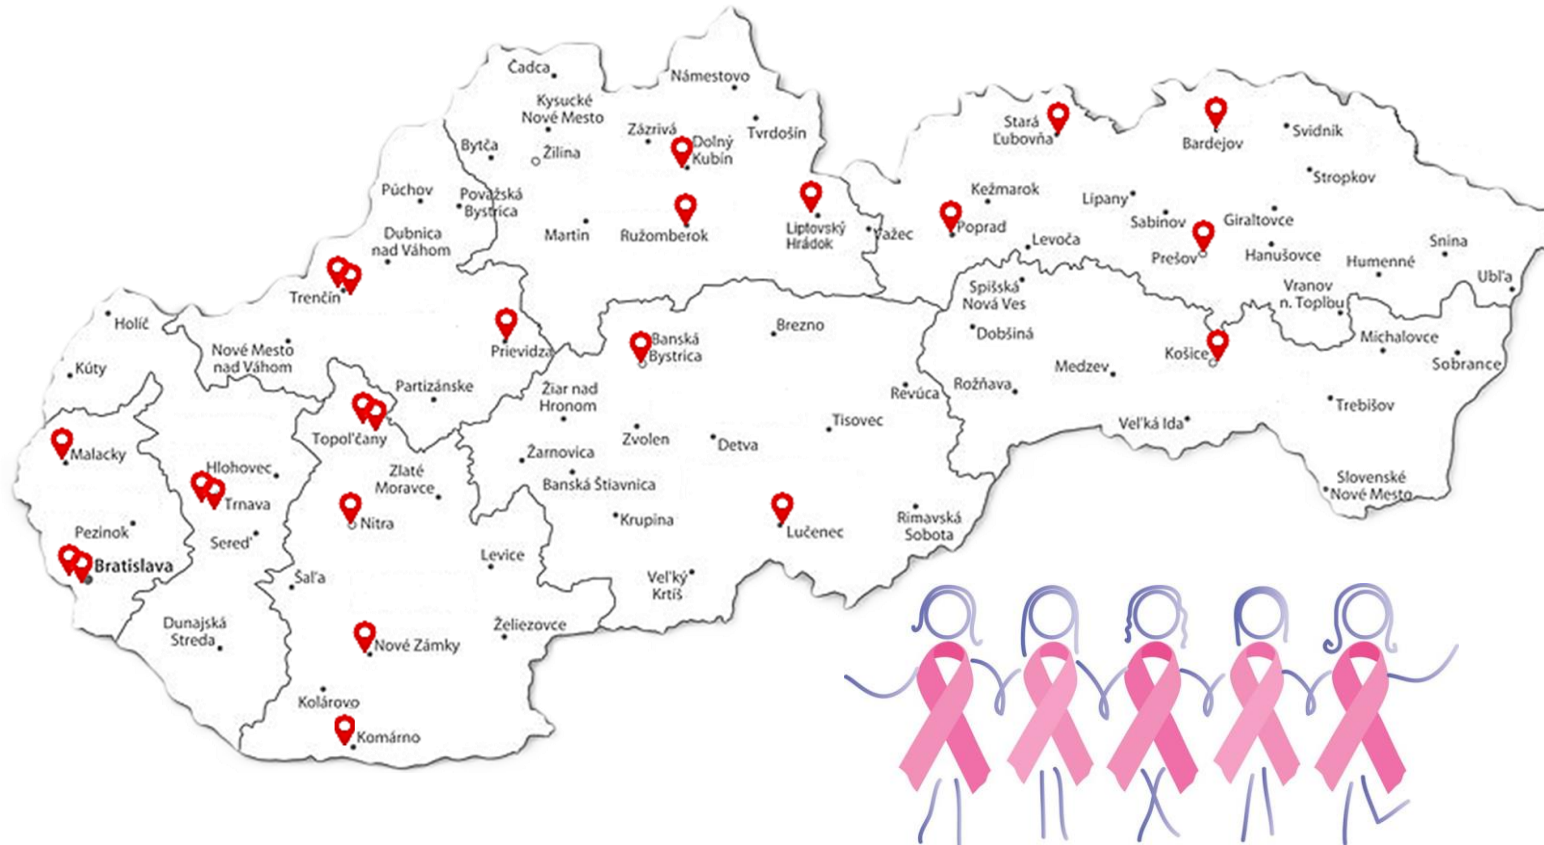 Čadca
Námestovo
Kysucké
Nové Mesto
Tvrdošín
Zázrivá
Dolný
Kubín
Bytča
Žilina
Stará
Ľubovňa
Bardejov
Svidník
Stropkov
Púchov
Považská
Bystrica
Kežmarok
Lipany
Sabinov
Giraltovce
Martin
Ružomberok
Liptovský
Hrádok
Važec
Poprad
Levoča
Prešov
Hanušovce
Snina
Humenné
Dubnica
nad Váhom
Trenčín
Spišská
Nová Ves
Vranov
n. Topľou
Ubľa
Holíč
Nové Mesto
nad Váhom
Prievidza
Banská
Bystrica
Brezno
Dobšiná
Košice
Michalovce
Sobrance
Kúty
Partizánske
Žiar nad
Hronom
Revúca
Rožňava
Medzev
Trebišov
Malacky
Topoľčany
Zvolen
Detva
Tisovec
Veľká Ida
Hlohovec
Trnava
Zlaté
Moravce
Žarnovica
Banská Štiavnica
Slovenské
Nové Mesto
Pezinok
Sereď
Nitra
Krupina
Lučenec
Rimavská
Sobota
Bratislava
Šaľa
Levice
Veľký
Krtíš
Dunajská
Streda
Želiezovce
Nové Zámky
Kolárovo
Komárno